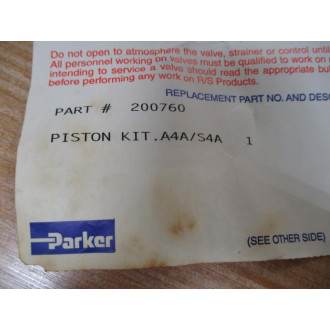 Do not open to atmosphere the valve, strainer or control until
All personnel working on valves must be qualified to work on
intending to service a valve should read the appropriate bul
before performing any work on R/S Products.
REPLACEMENT PART NO. AND DESC
PART # 200760
PISTON KIT.A4A/S4A 1
Parker
(SEE OTHER SIDE)